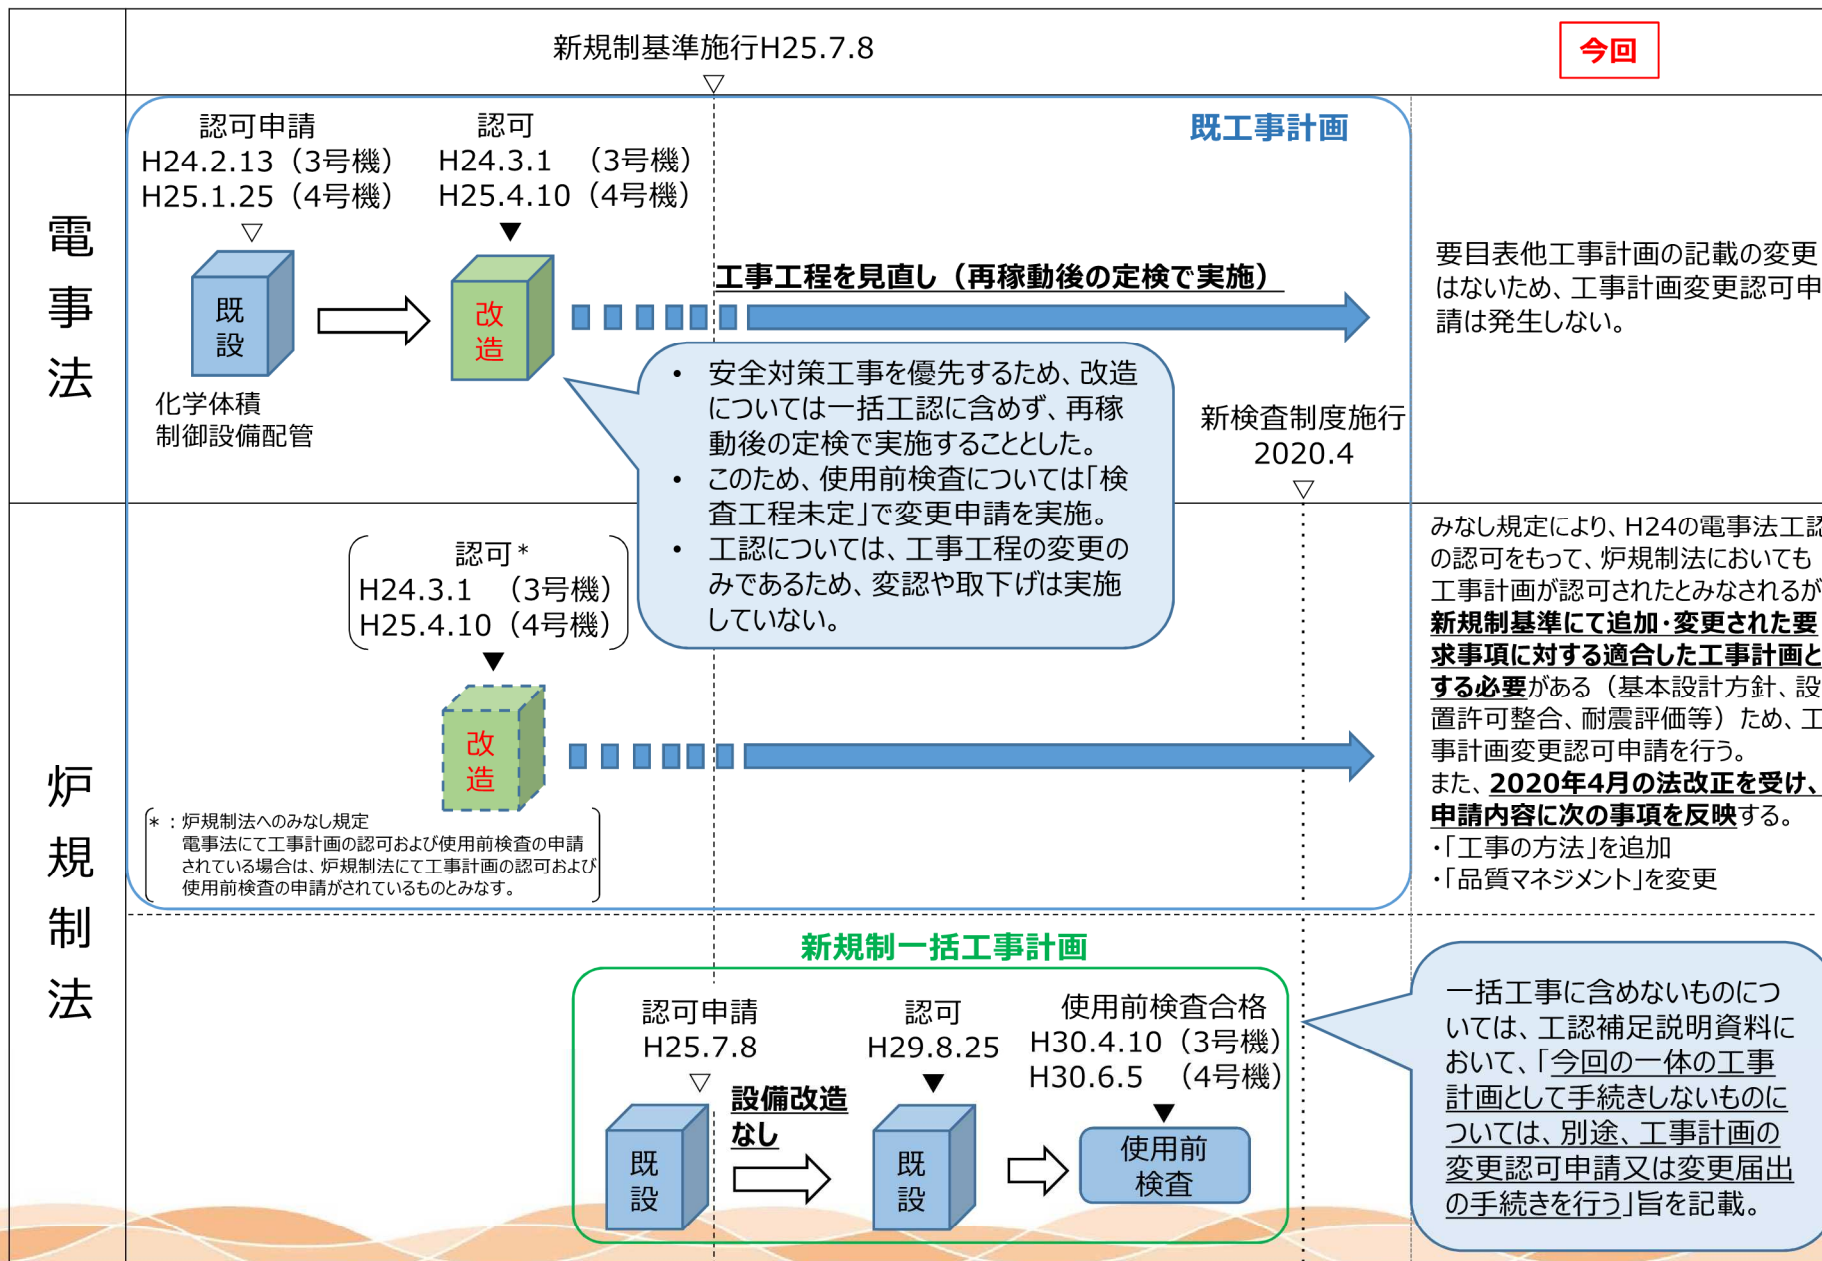 新規制基準施行H25.7.8
▽
今回
電事法
既工事計画
認可申請
H24.2.13（3号機）
H25.1.25（4号機）
▽
認可
H24.3.1　（3号機）
H25.4.10（4号機）
▼
既設
改造
化学体積
制御設備配管
工事工程を見直し（再稼動後の定検で実施）
• 安全対策工事を優先するため、改造
については一括工認に含めず、再稼
動後の定検で実施することとした。
• このため、使用前検査については「検
査工程未定」で変更申請を実施。
• 工認については、工事工程の変更の
みであるため、変認や取下げは実施
していない。
新検査制度施行
2020.4
▽
要目表他工事計画の記載の変更
はないため、工事計画変更認可申
請は発生しない。
炉規制法
認可*
H24.3.1　（3号機）
H25.4.10（4号機）
▼
改造
*：炉規制法へのみなし規定
電事法にて工事計画の認可および使用前検査の申請
されている場合は、炉規制法にて工事計画の認可および
使用前検査の申請がされているものとみなす。
みなし規定により、H24の電事法工認
の認可をもって、炉規制法においても
工事計画が認可されたとみなされるが
新規制基準にて追加・変更された要
求事項に対する適合した工事計画と
する必要がある（基本設計方針、設
置許可整合、耐震評価等）ため、工
事計画変更認可申請を行う。
また、2020年4月の法改正を受け、
申請内容に次の事項を反映する。
・「工事の方法」を追加
・「品質マネジメント」を変更
新規制一括工事計画
認可申請
H25.7.8
▽
設備改造
なし
認可
H29.8.25
▼
使用前検査合格
H30.4.10（3号機）
H30.6.5　（4号機）
▼
既設
既設
使用前
検査
一括工事に含めないものにつ
いては、工認補足説明資料に
おいて、「今回の一体の工事
計画として手続きしないものに
ついては、別途、工事計画の
変更認可申請又は変更届出
の手続きを行う」旨を記載。